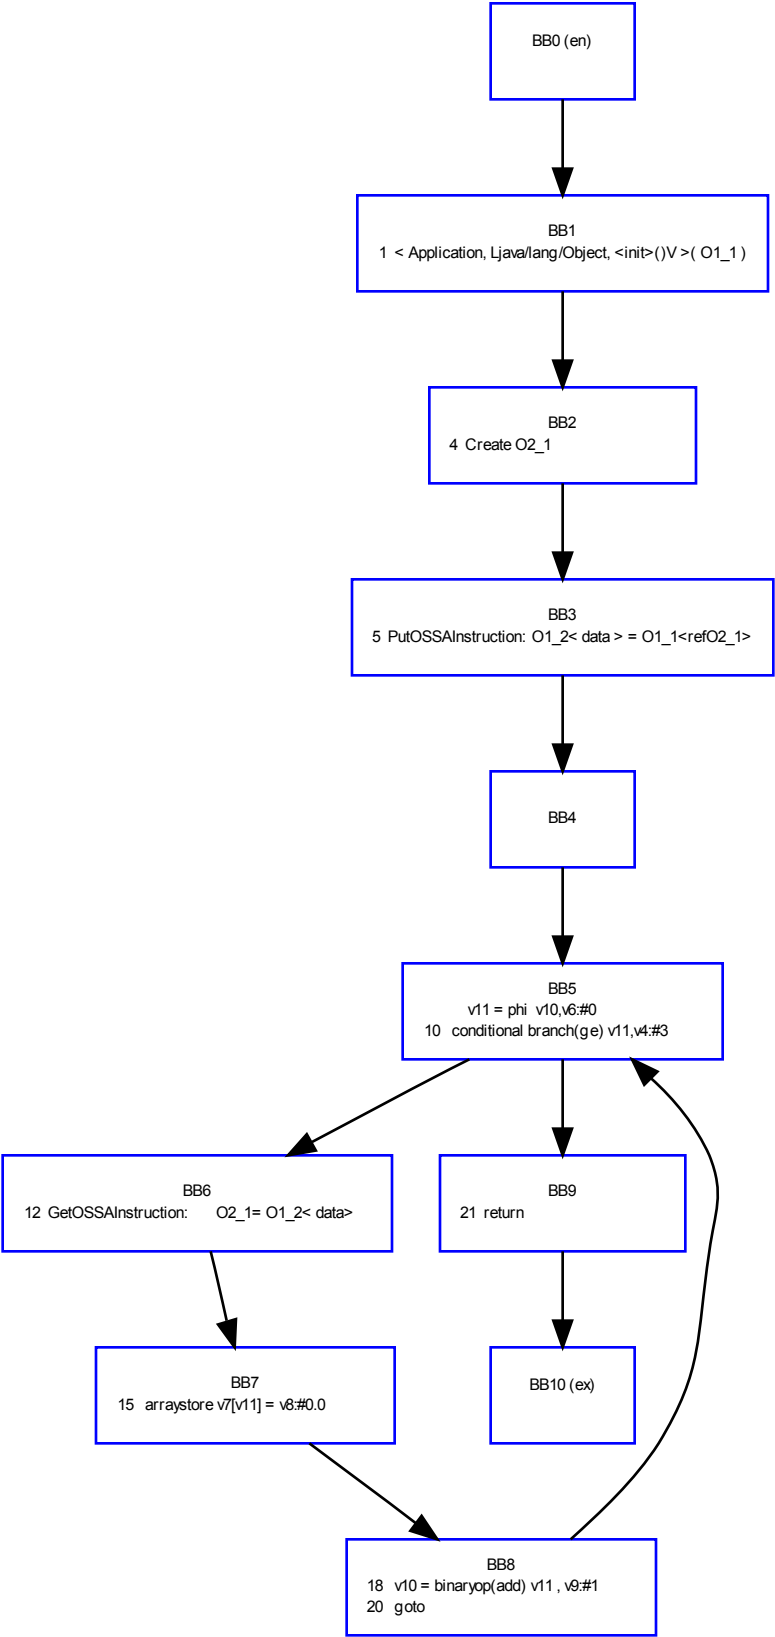 BB0 (en)
BB1
1 < Application, Ljava/lang/Object, <init>()V >( O1_1 )
BB2
4 Create O2_1
BB3
5 PutOSSAInstruction: O1_2< data > = O1_1<refO2_1>
BB4
BB5
v11 = phi v10,v6:#0
10 conditional branch(ge) v11,v4:#3
BB6
12 GetOSSAInstruction: O2_1= O1_2< data>
BB9
21 return
BB7
15 arraystore v7[v11] = v8:#0.0
BB10 (ex)
BB8
18 v10 = binaryop(add) v11 , v9:#1
20 goto